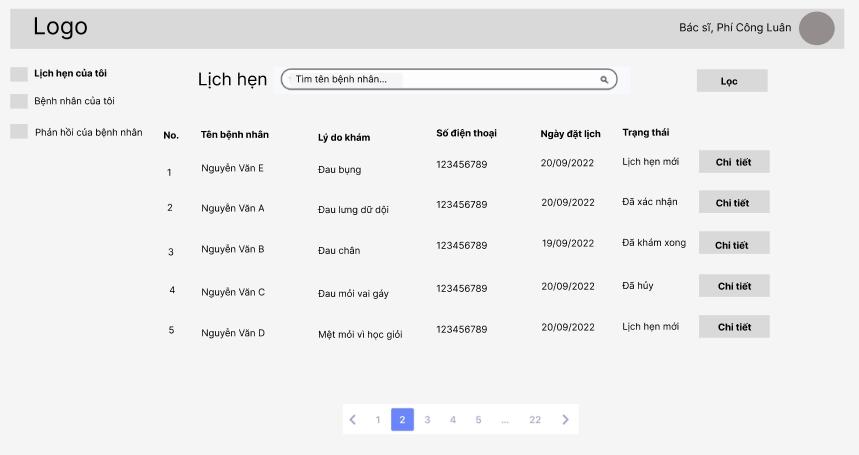 Logo
Bác sĩ, Phí Công Luân
Lịch hẹn của tôi
Bệnh nhân của tôi
Phản hồi của bệnh nhân
Lịch hẹn
Tìm tên bệnh nhân...
Lọc
No. Tên bệnh nhân Lý do khám Số điện thoại Ngày đặt lịch Trạng thái
1 Nguyễn Văn E Đau bụng 123456789 20/09/2022 Lịch hẹn mới Chi tiết
2 Nguyễn Văn A Đau lưng dữ dội 123456789 20/09/2022 Đã xác nhận Chi tiết
3 Nguyễn Văn B Đau chân 123456789 19/09/2022 Đã khám xong Chi tiết
4 Nguyễn Văn C Đau mỏi vai gáy 123456789 20/09/2022 Đã hủy Chi tiết
5 Nguyễn Văn D Mệt mỏi vì học giỏi 123456789 20/09/2022 Lịch hẹn mới Chi tiết
1 2 3 4 5 ... 22